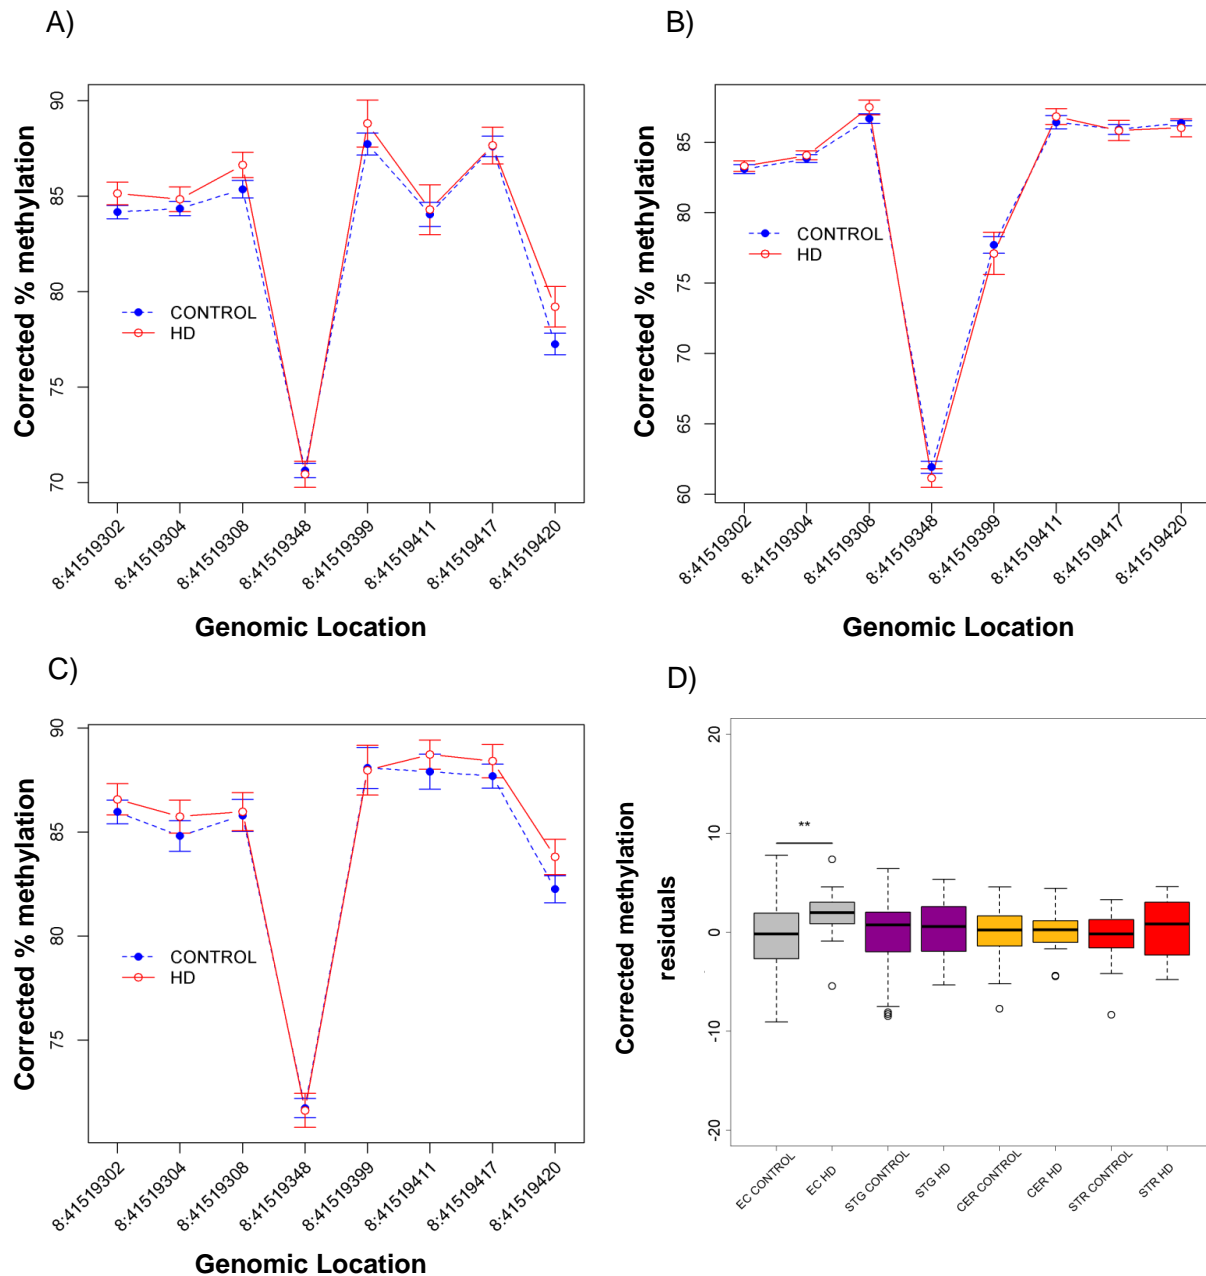 A)
Corrected % methylation
90
85
80
75
70
CONTROL
HD
8:41519302
8:41519304
8:41519308
8:41519348
8:41519399
8:41519411
8:41519417
8:41519420
Genomic Location
B)
Corrected % methylation
85
80
75
70
65
60
CONTROL
HD
8:41519302
8:41519304
8:41519308
8:41519348
8:41519399
8:41519411
8:41519417
8:41519420
Genomic Location
C)
Corrected % methylation
90
85
80
75
CONTROL
HD
8:41519302
8:41519304
8:41519308
8:41519348
8:41519399
8:41519411
8:41519417
8:41519420
Genomic Location
D)
Corrected methylation
residuals
20
10
0
-10
-20
**
EC CONTROL
EC HD
STG CONTROL
STG HD
CER CONTROL
CER HD
STR CONTROL
STR HD